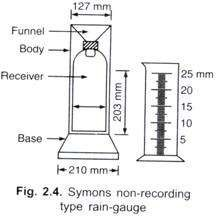 127 mm
Funnel
Body
Receiver
203 mm
25 mm
20
15
10
5
Base
210 mm
Fig. 2.4. Symons non-recording
type rain-gauge